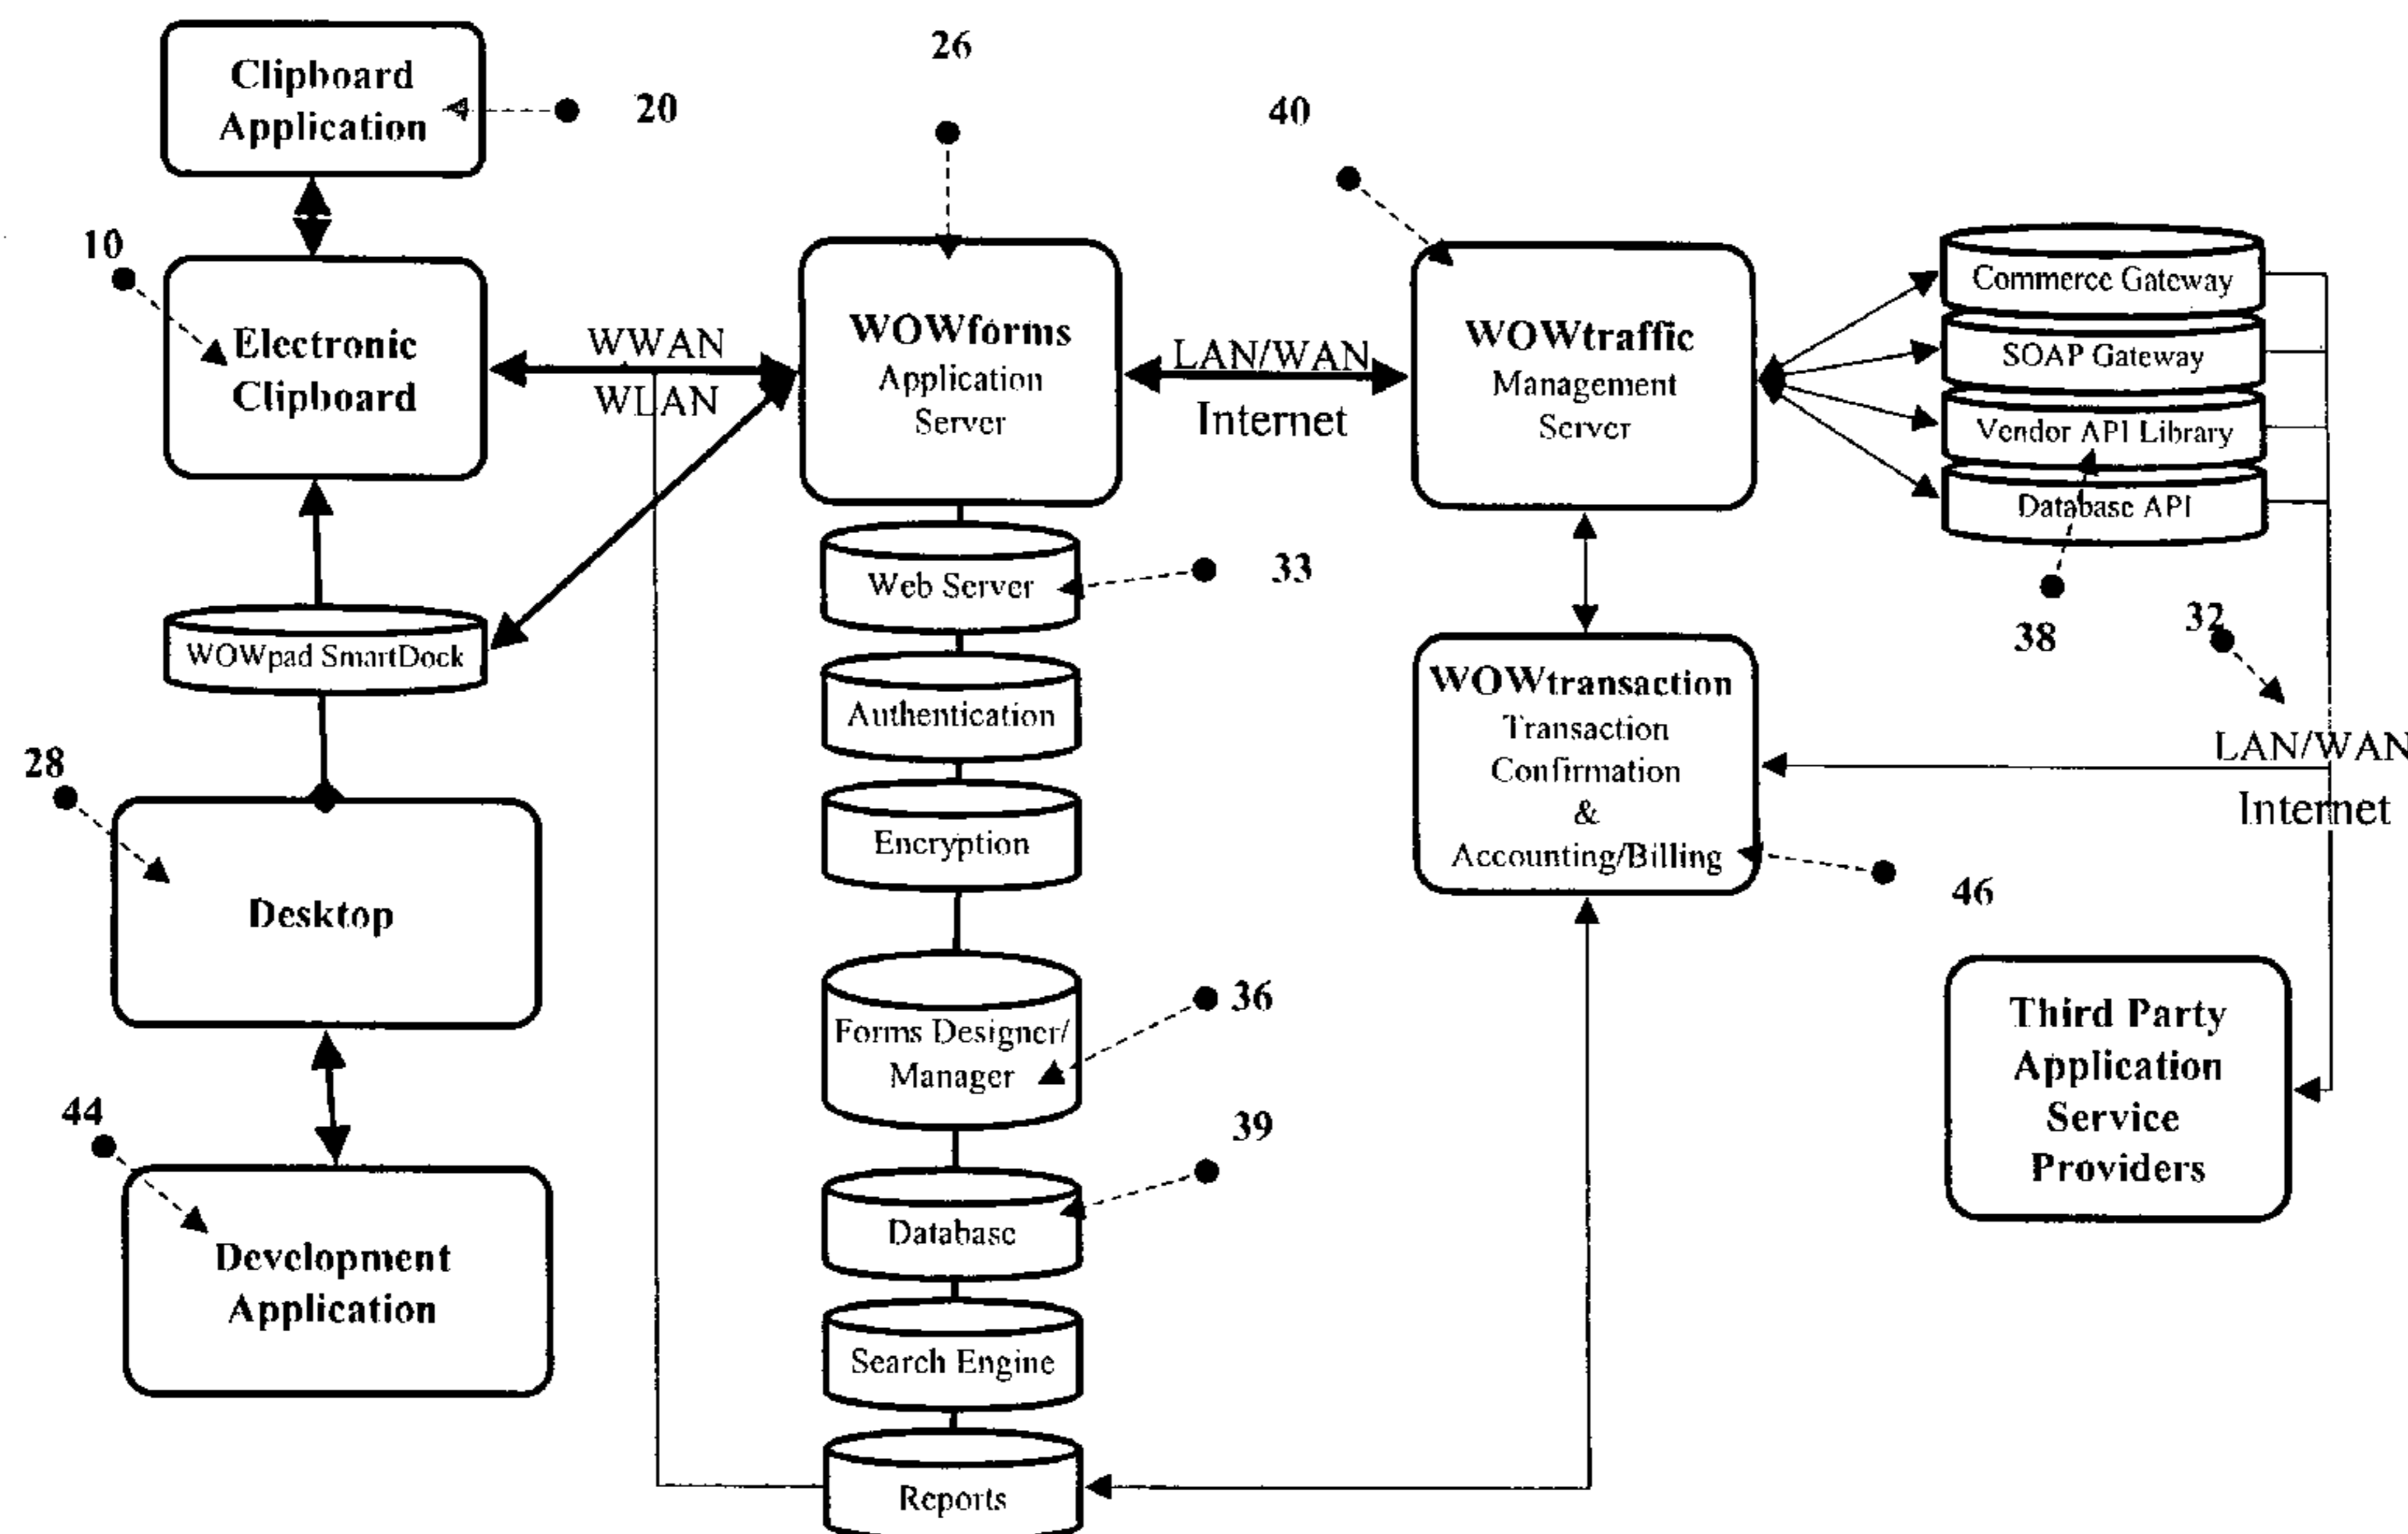 Clipboard
Application
20
26
40
10
Electronic
Clipboard
WWAN
WLAN
WOWforms
Application
Server
LAN/WAN
Internet
WOWtraffic
Management
Server
Commerce Gateway
SOAP Gateway
Vendor API Library
Database API
38
32
WOWpad SmartDock
Web Server
33
Authentication
Encryption
WOWtransaction
Transaction
Confirmation
&
Accounting/Billing
46
LAN/WAN
Internet
28
Desktop
Forms Designer/
Manager
36
Third Party
Application
Service
Providers
44
Development
Application
39
Database
Search Engine
Reports